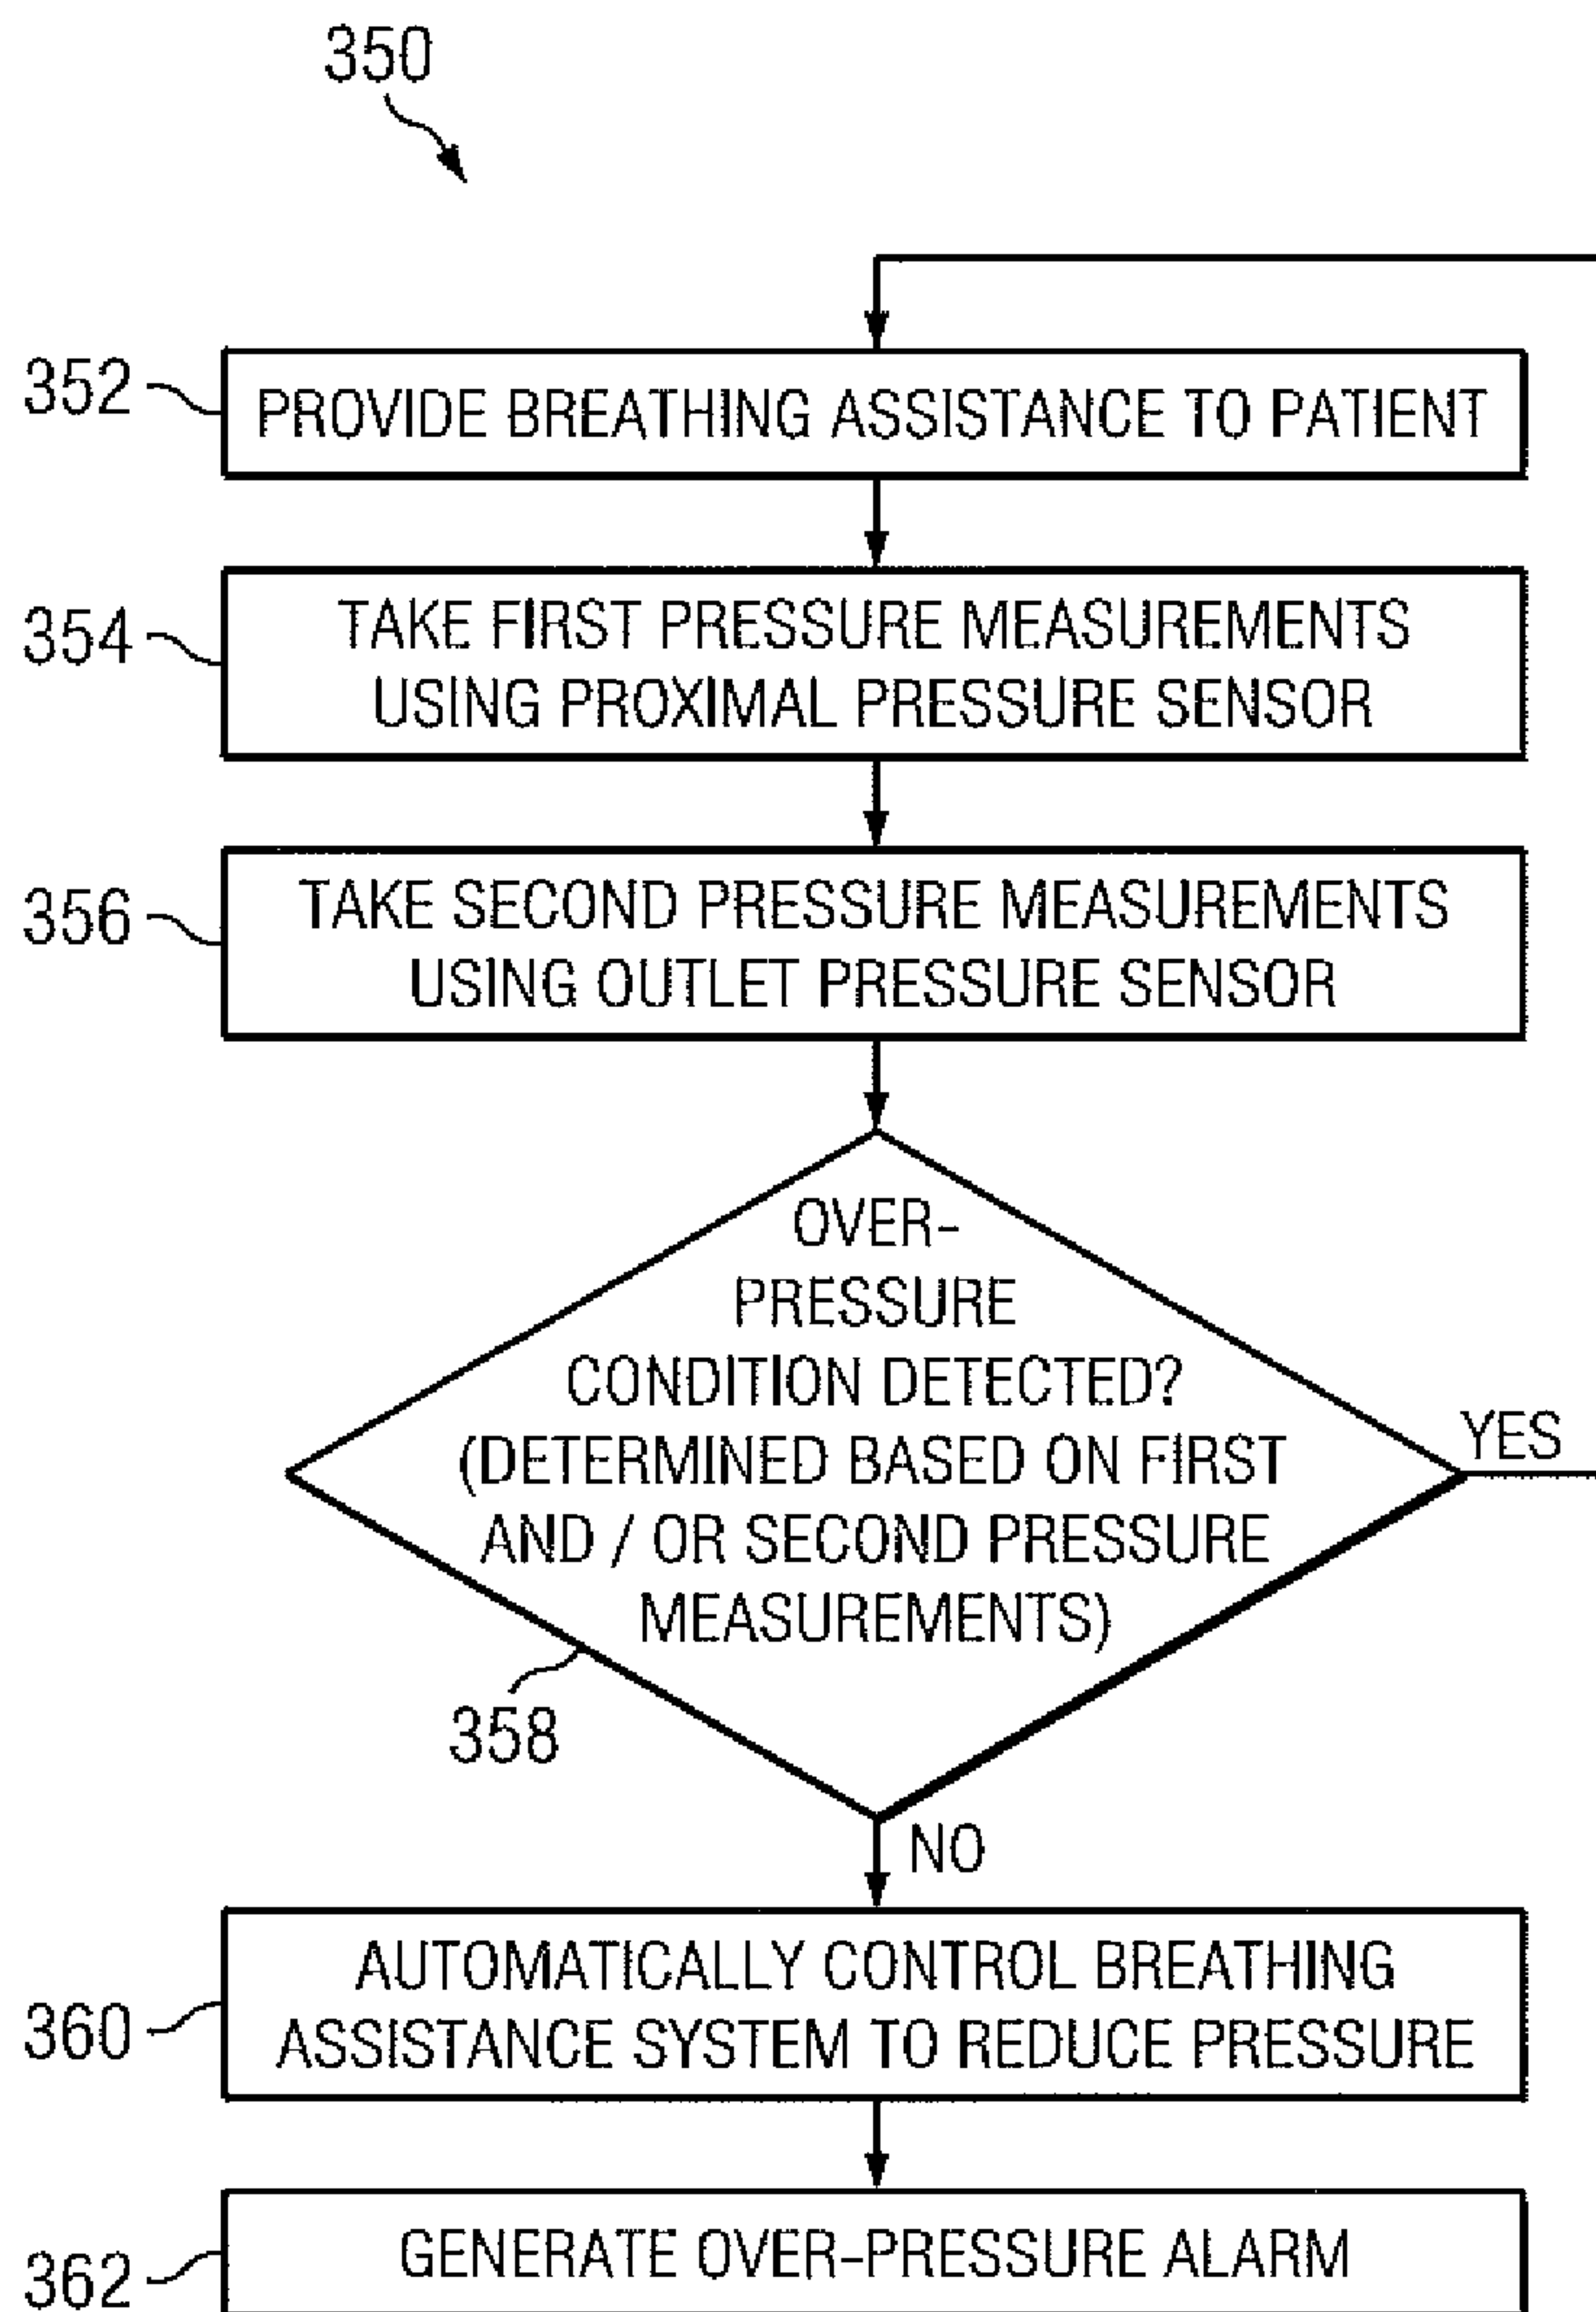 350
352
PROVIDE BREATHING ASSISTANCE TO PATIENT
354
TAKE FIRST PRESSURE MEASUREMENTS
USING PROXIMAL PRESSURE SENSOR
356
TAKE SECOND PRESSURE MEASUREMENTS
USING OUTLET PRESSURE SENSOR
OVER-
PRESSURE
CONDITION DETECTED?
(DETERMINED BASED ON FIRST
AND / OR SECOND PRESSURE
MEASUREMENTS)
YES
358
NO
360
AUTOMATICALLY CONTROL BREATHING
ASSISTANCE SYSTEM TO REDUCE PRESSURE
362
GENERATE OVER-PRESSURE ALARM